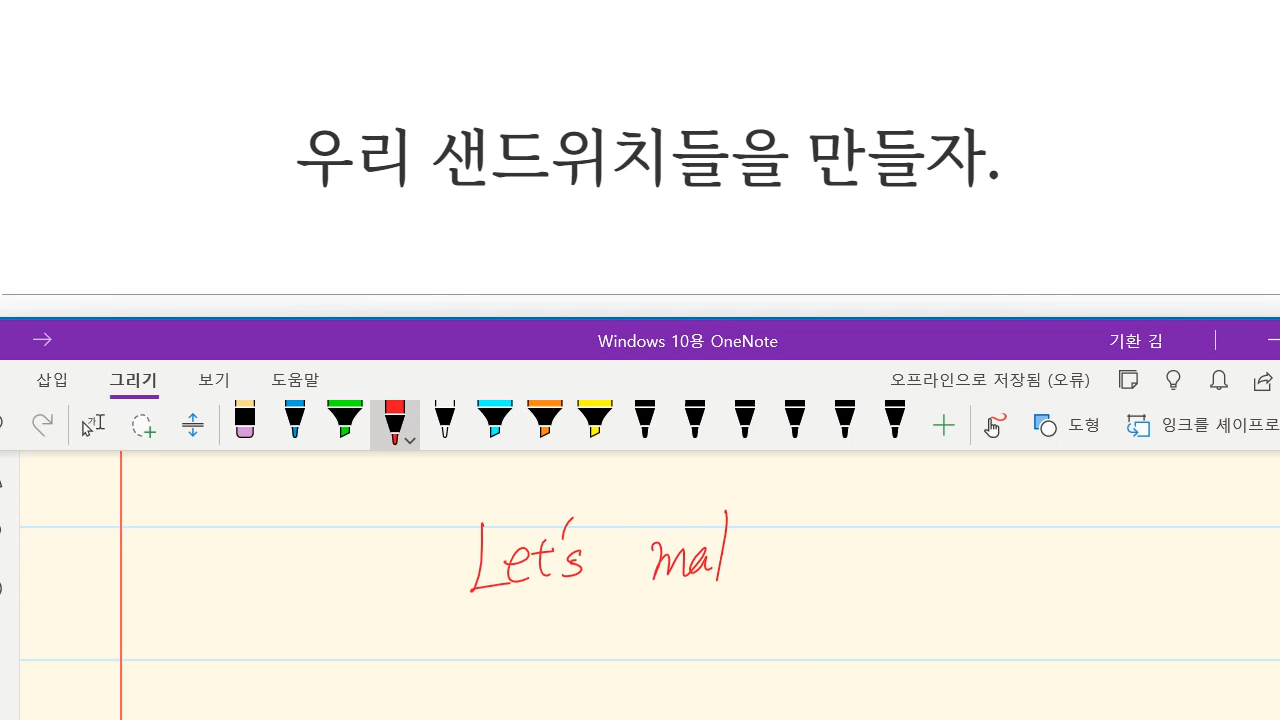 우리 샌드위치들을 만들자.
Windows 10용 OneNote 기환 김
삽입 그리기 보기 도움말 오프라인으로 저장됨 (오류)
가 도형 잉크를 셰이프로
Let's mal